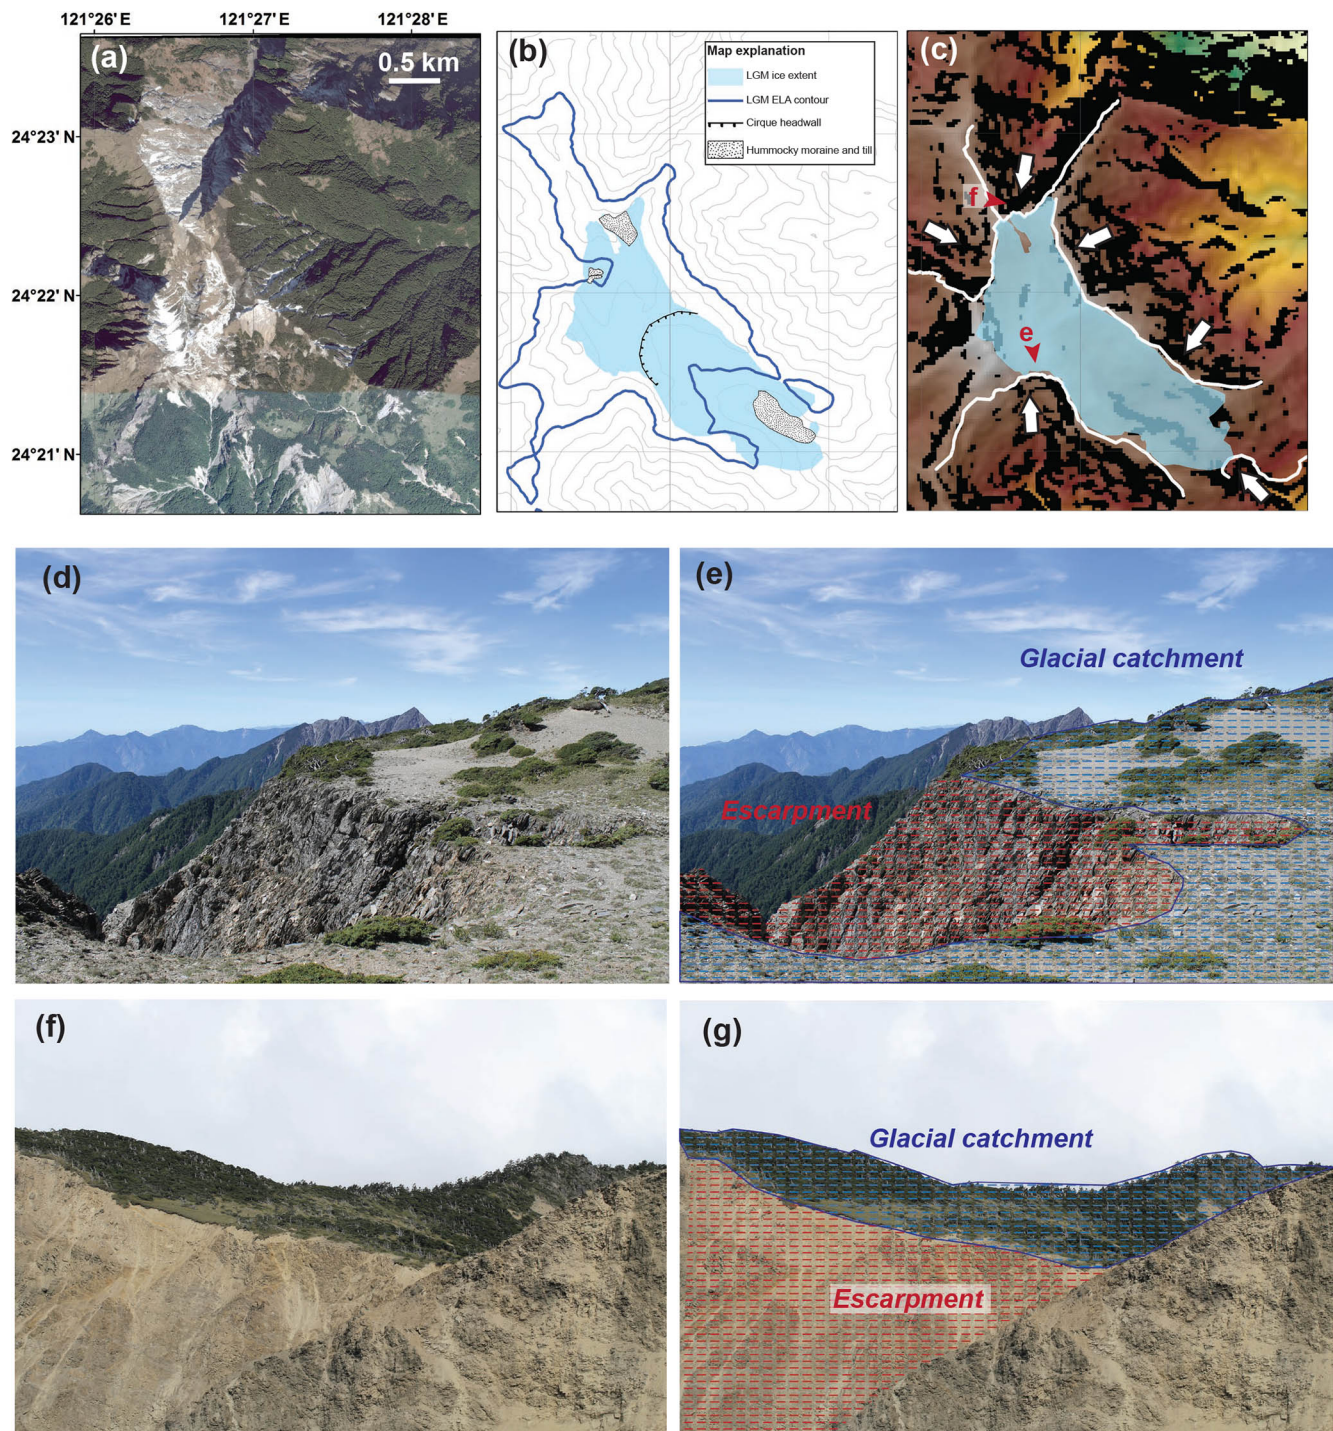 121°26' E
121°27' E
121°28' E
24°23' N
24°22' N
24°21' N
(a)
0.5 km
(b)
Map explanation
LGM ice extent
LGM ELA contour
Cirque headwall
Hummocky moraine and till
(c)
f
e
(d)
(e)
Glacial catchment
Escarpment
(f)
(g)
Glacial catchment
Escarpment